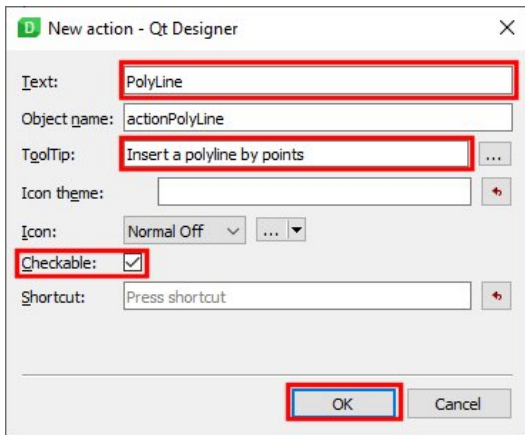 New action - Qt Designer
Text: PolyLine
Object name: actionPolyLine
ToolTip: Insert a polyline by points ...
Icon theme:
Icon: Normal Off ...
Checkable:
Shortcut: Press shortcut
OK Cancel